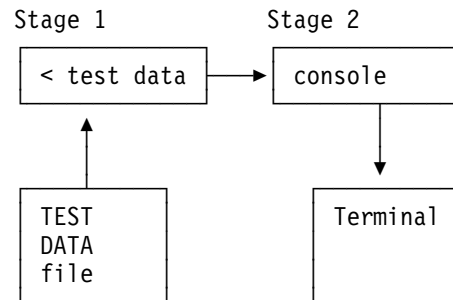 Stage 1 Stage 2
< test data console
TEST Terminal
DATA
file